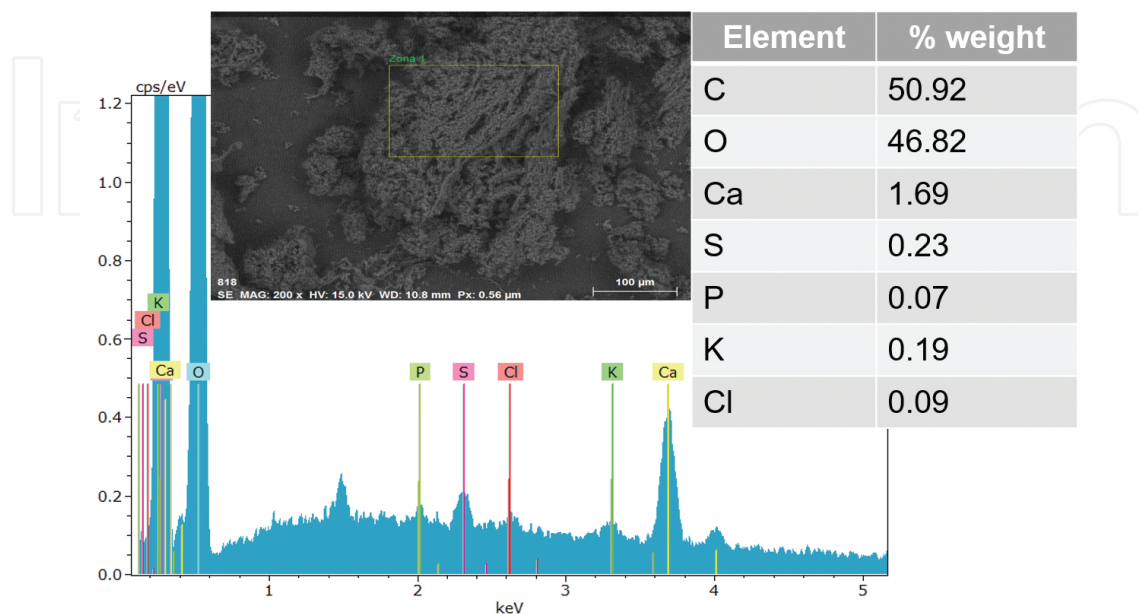 Element % weight
C 50.92
O 46.82
Ca 1.69
S 0.23
P 0.07
K 0.19
Cl 0.09
Zona 1
818
SE MAG: 200 x HV: 15.0 kV WD: 10.8 mm Px: 0.56 µm
100 µm
cps/eV
1.2
1.0
0.8
0.6
0.4
0.2
0.0
K
Cl
S
Ca O P S Cl K Ca
1 2 3 4 5
keV